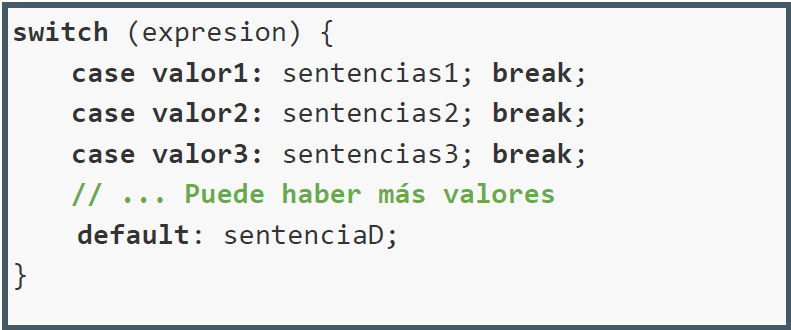 switch (expresion) {
case valor1: sentencias1; break;
case valor2: sentencias2; break;
case valor3: sentencias3; break;
// ... Puede haber más valores
default: sentenciaD;
}